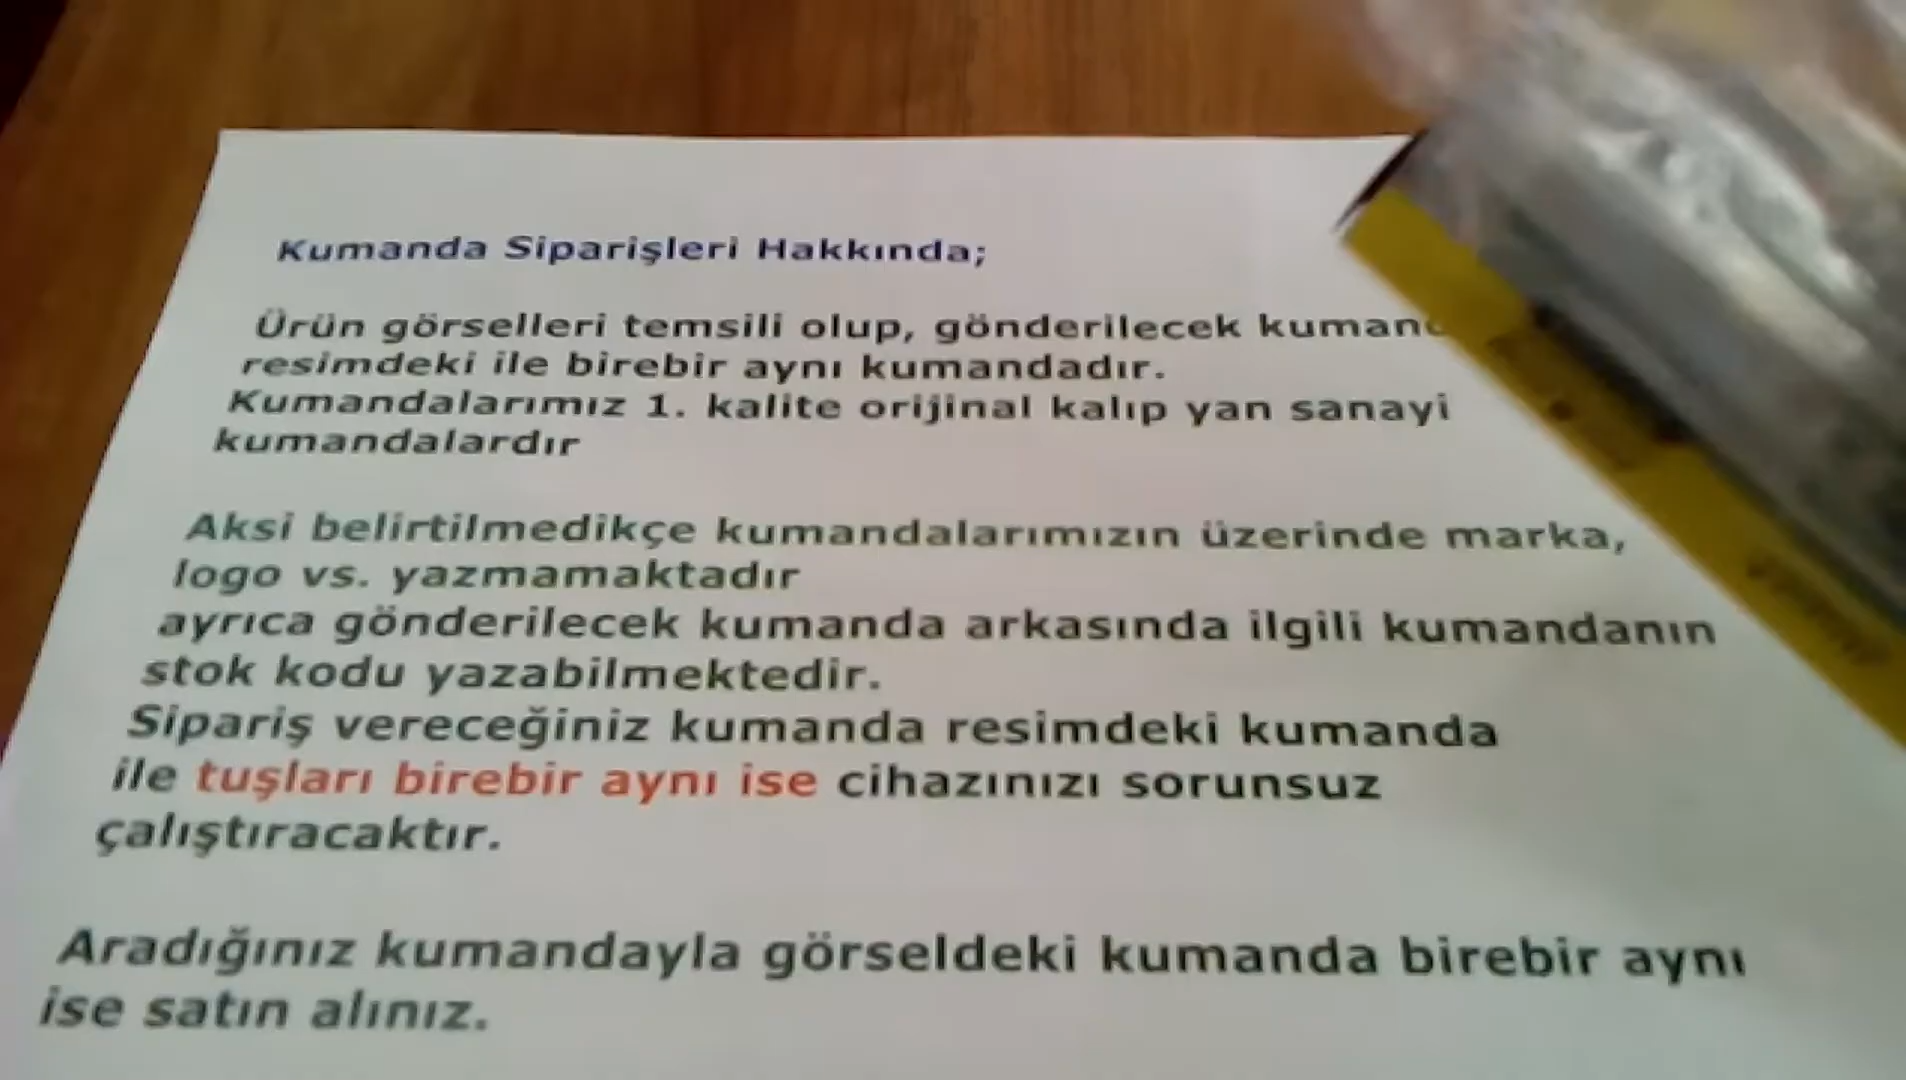 Kumanda Siparişleri Hakkında;
Ürün görselleri temsili olup, gönderilecek
resimdeki ile birebir aynı kumandadır.
Kumandalarımız 1. kalite orijinal kalıp yan sanayi
kumandalardır
Aksi belirtilmedikçe kumandalarımızın üzerinde marka,
logo vs. yazmamaktadır
ayrıca gönderilecek kumanda arkasında ilgili kumandanın
stok kodu yazabilmektedir.
Sipariş vereceğiniz kumanda resimdeki kumanda
ile tuşları birebir aynı ise cihazınızı sorunsuz
çalıştıracaktır.
Aradığınız kumandayla görseldeki kumanda birebir aynı
ise satın alınız.